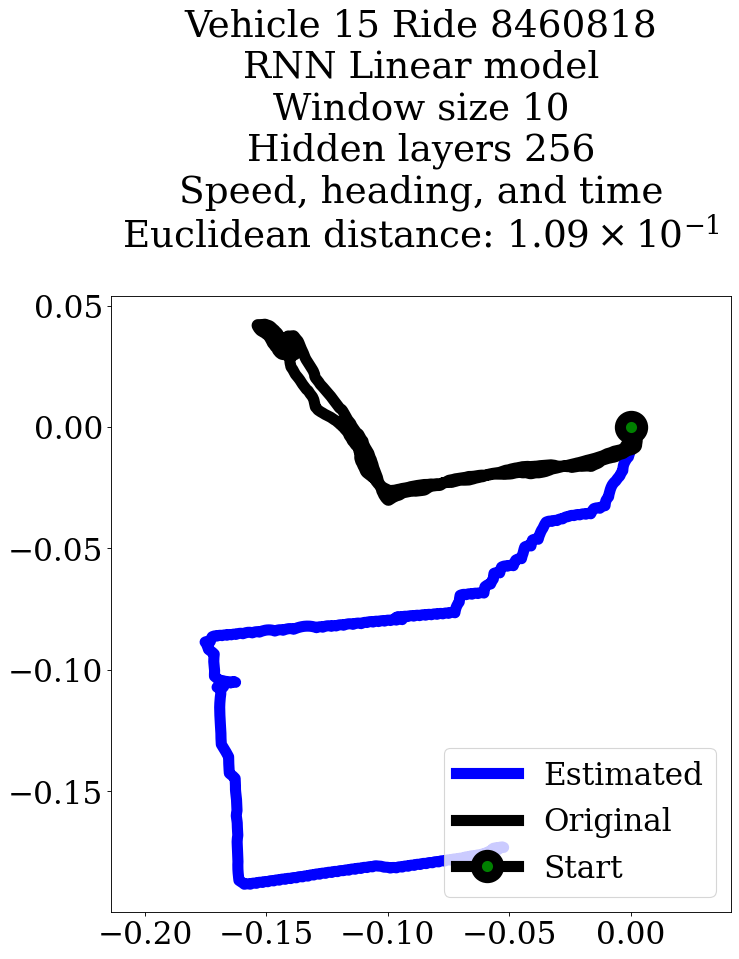 Vehicle 15 Ride 8460818
RNN Linear model
Window size 10
Hidden layers 256
Speed, heading, and time
Euclidean distance: 1.09 × 10⁻¹
0.05
0.00
−0.05
−0.10
−0.15
Estimated
Original
Start
−0.20 −0.15 −0.10 −0.05 0.00